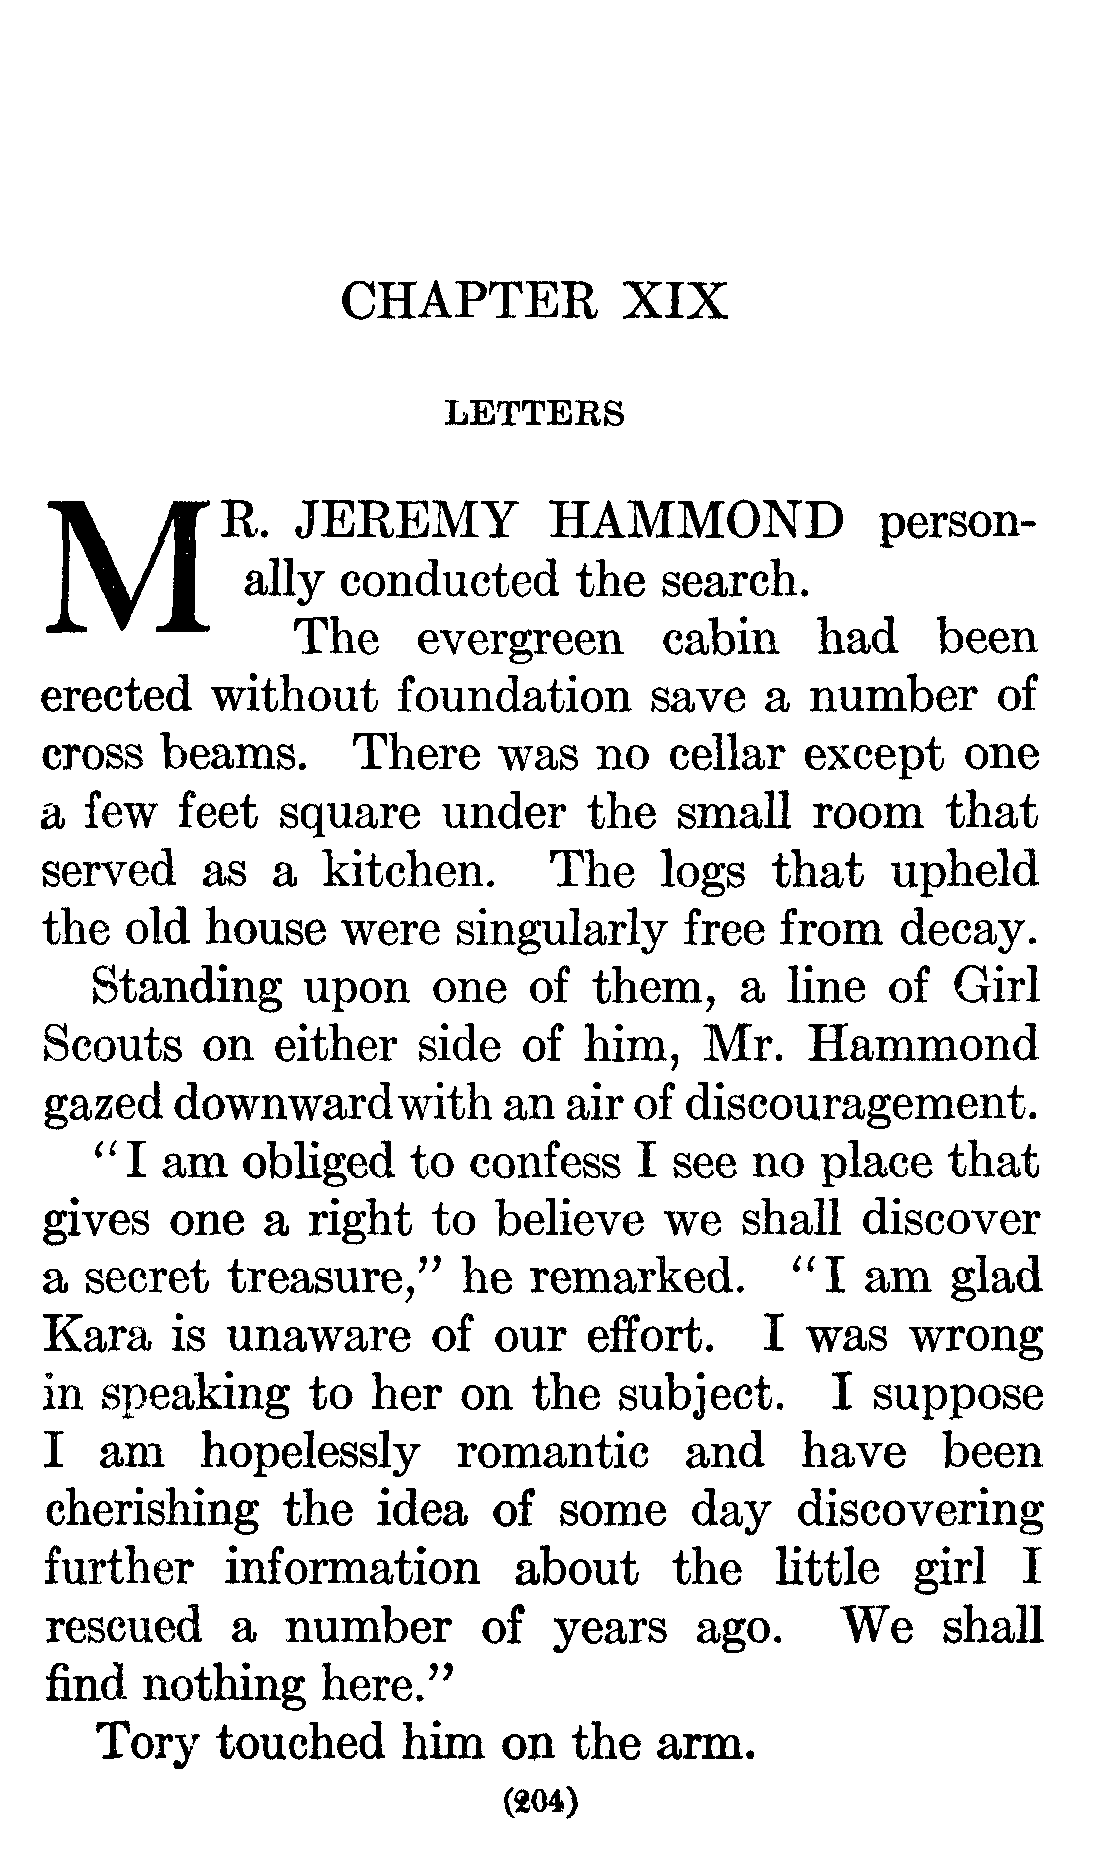 CHAPTER XIX
LETTERS
MR. JEREMY HAMMOND person-
ally conducted the search.
The evergreen cabin had been
erected without foundation save a number of
cross beams. There was no cellar except one
a few feet square under the small room that
served as a kitchen. The logs that upheld
the old house were singularly free from decay.
Standing upon one of them, a line of Girl
Scouts on either side of him, Mr. Hammond
gazed downward with an air of discouragement.
“I am obliged to confess I see no place that
gives one a right to believe we shall discover
a secret treasure,” he remarked. “I am glad
Kara is unaware of our effort. I was wrong
in speaking to her on the subject. I suppose
I am hopelessly romantic and have been
cherishing the idea of some day discovering
further information about the little girl I
rescued a number of years ago. We shall
find nothing here.”
Tory touched him on the arm.
(204)